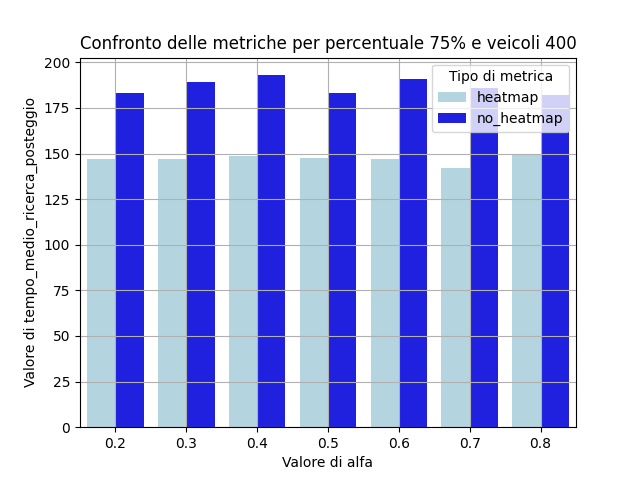 Confronto delle metriche per percentuale 75% e veicoli 400
Valore di tempo_medio_ricerca_posteggio
200
175
150
125
100
75
50
25
0
Tipo di metrica
heatmap
no_heatmap
0.2 0.3 0.4 0.5 0.6 0.7 0.8
Valore di alfa